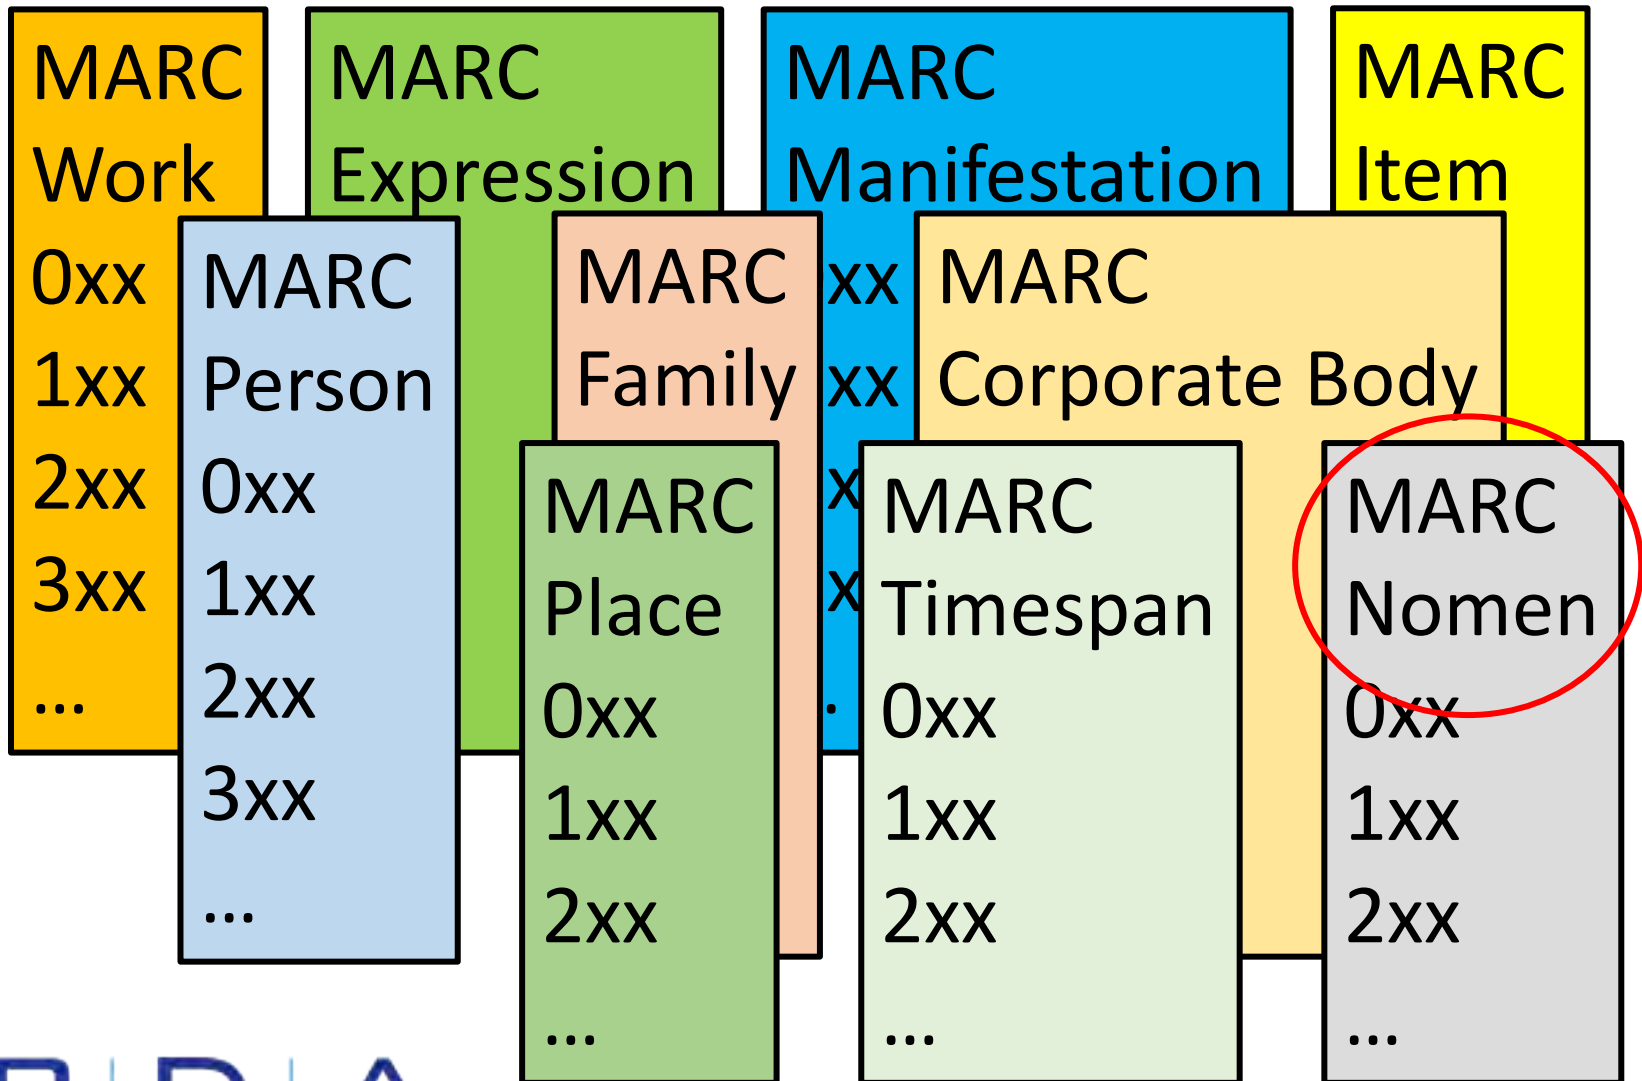 MARC
Work
0xx
1xx
2xx
3xx
...
MARC
Expression
MARC
Manifestation
xx
xx
x
x
.
MARC
Item
MARC
Person
0xx
1xx
2xx
3xx
...
MARC
Family
MARC
Corporate Body
MARC
Place
0xx
1xx
2xx
...
MARC
Timespan
0xx
1xx
2xx
...
MARC
Nomen
0xx
1xx
2xx
...